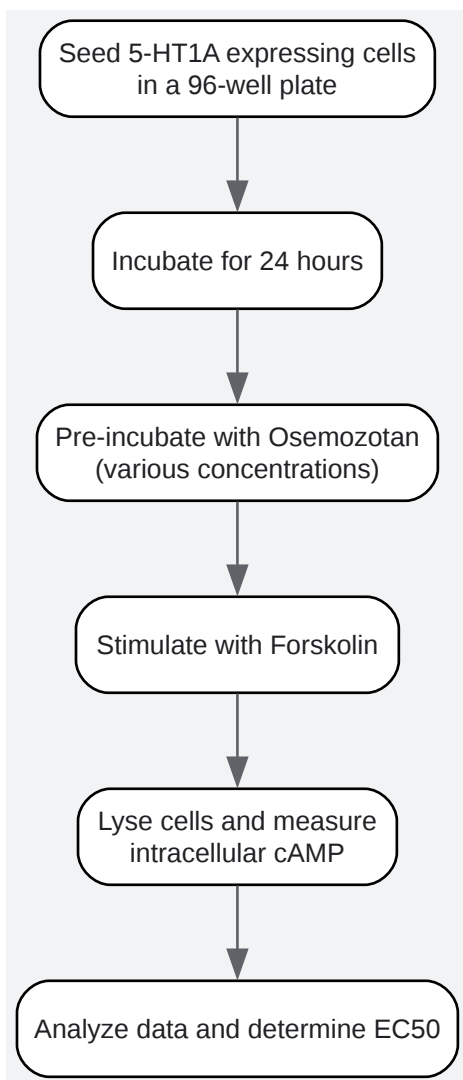 Seed 5-HT1A expressing cells
in a 96-well plate
Incubate for 24 hours
Pre-incubate with Osemozotan
(various concentrations)
Stimulate with Forskolin
Lyse cells and measure
intracellular cAMP
Analyze data and determine EC50